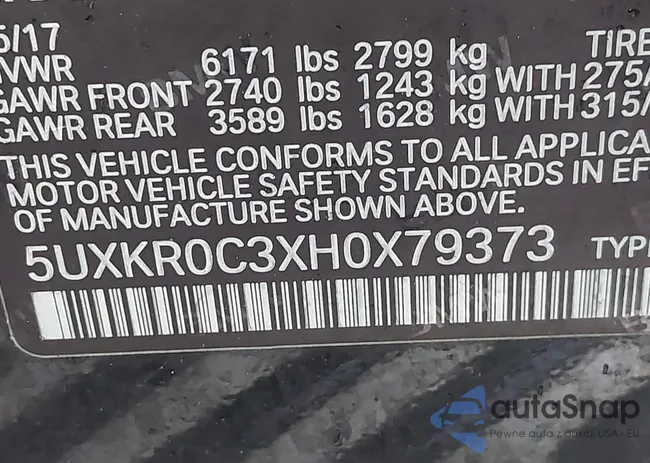 5/17
GVWR 6171 lbs 2799 kg TIRE
GAWR FRONT 2740 lbs 1243 kg WITH 275/
GAWR REAR 3589 lbs 1628 kg WITH 315/
THIS VEHICLE CONFORMS TO ALL APPLICA
MOTOR VEHICLE SAFETY STANDARDS IN EF
OF MANUFACTURE SHOWN ABOVE.
5UXKR0C3XH0X79373 TYP
autaSnap
Pewne auta z aukcji USA - EU